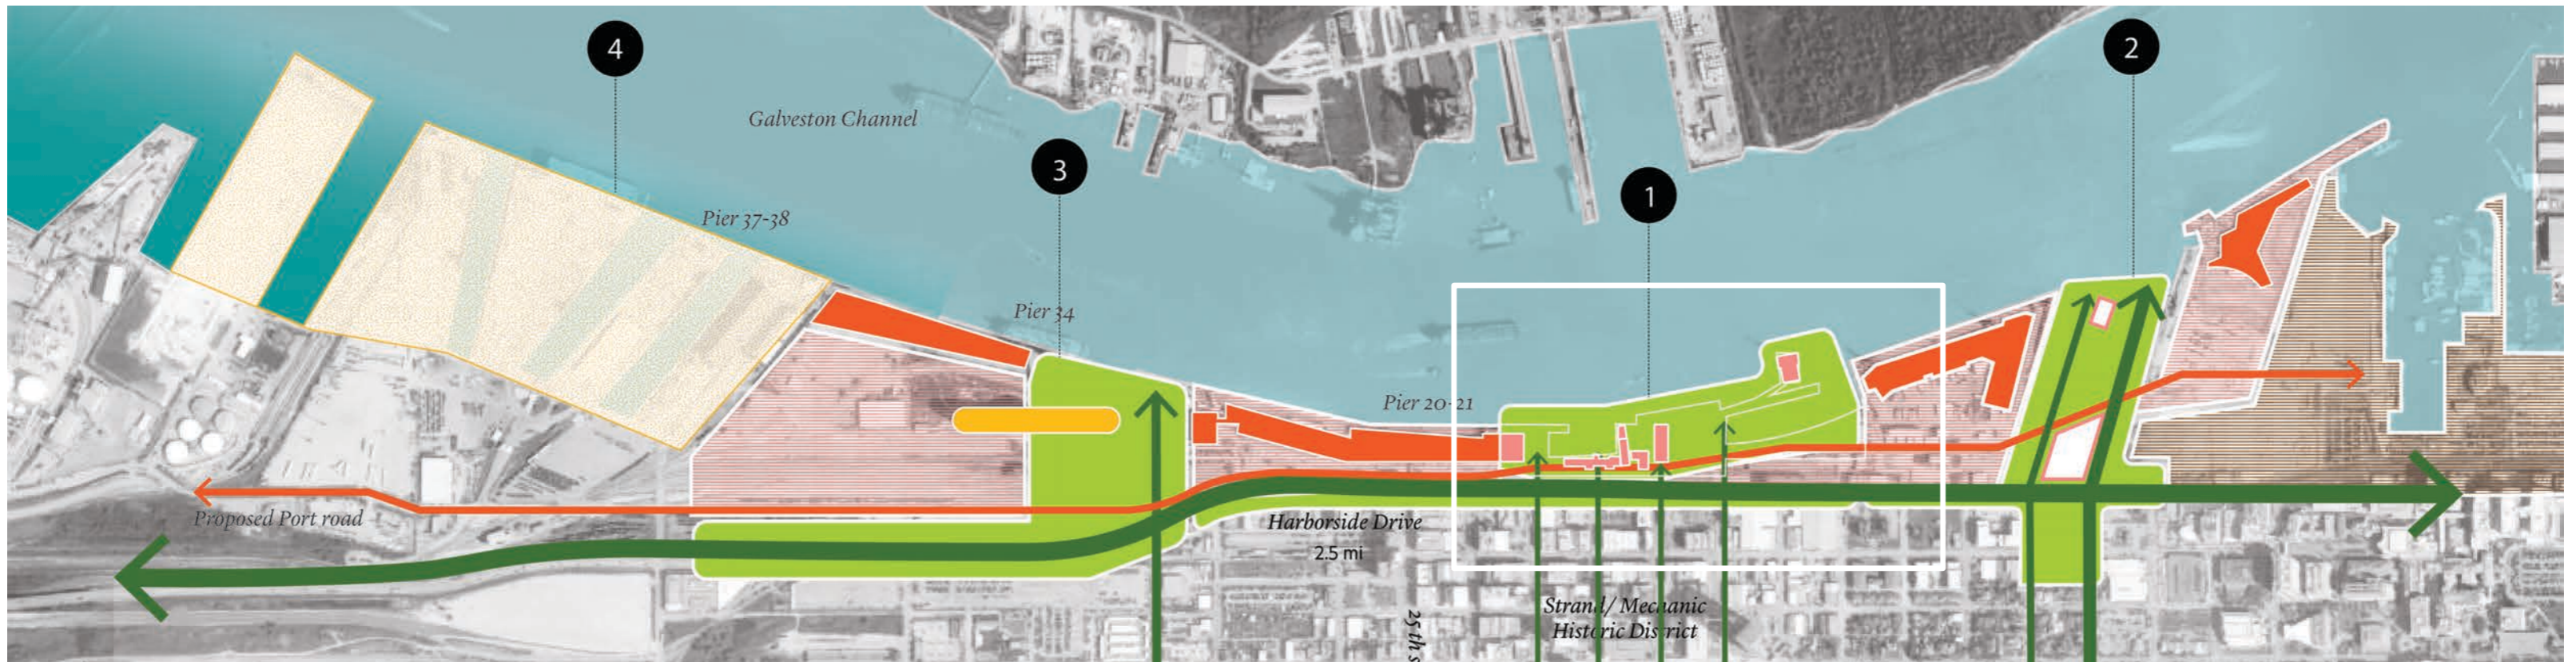 4
2
Galveston Channel
3
1
Pier 37-38
Pier 34
Pier 20-21
Proposed Port road
Harborside Drive
2.5 mi
Strand/ Mechanic
Historic District
25th s